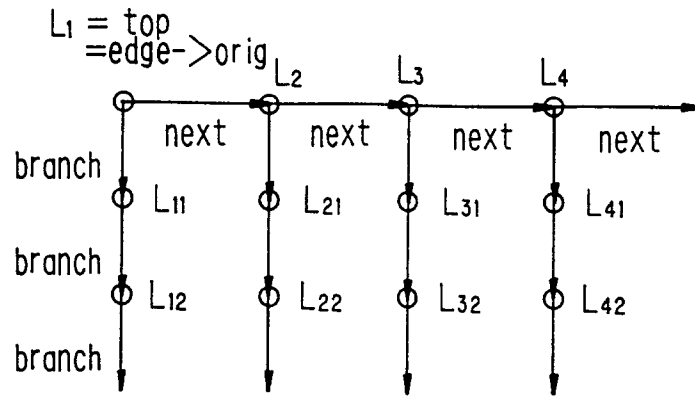 L1 = top
=edge->orig
L2 L3 L4
next next next next
branch
L11 L21 L31 L41
branch
L12 L22 L32 L42
branch